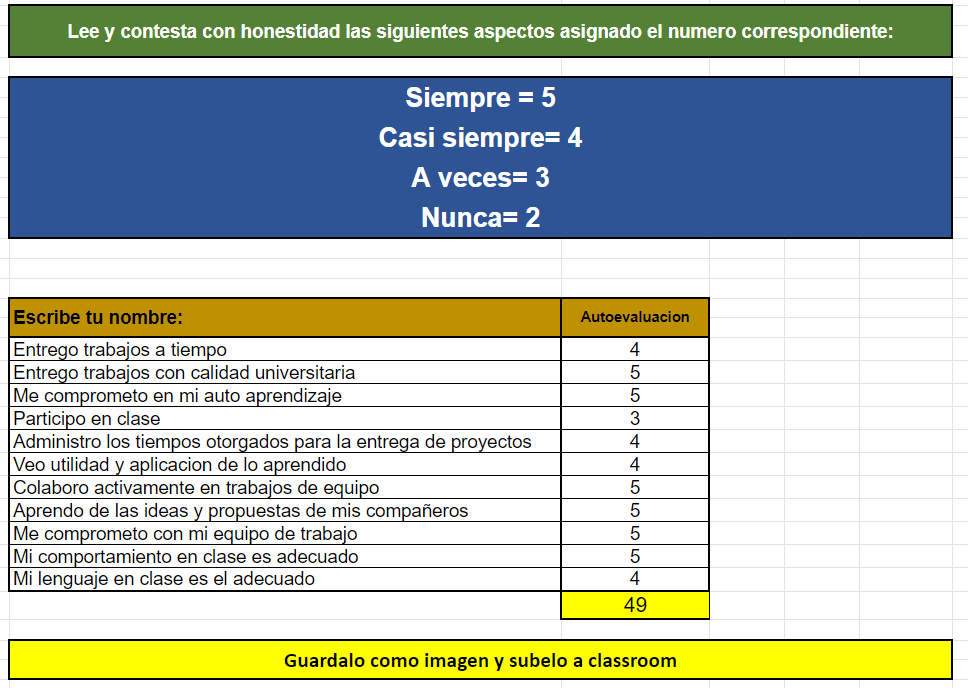 Lee y contesta con honestidad las siguientes aspectos asignado el numero correspondiente:
Siempre = 5
Casi siempre= 4
A veces= 3
Nunca= 2
Escribe tu nombre: Autoevaluacion
Entrego trabajos a tiempo 4
Entrego trabajos con calidad universitaria 5
Me comprometo en mi auto aprendizaje 5
Participo en clase 3
Administro los tiempos otorgados para la entrega de proyectos 4
Veo utilidad y aplicacion de lo aprendido 4
Colaboro activamente en trabajos de equipo 5
Aprendo de las ideas y propuestas de mis compañeros 5
Me comprometo con mi equipo de trabajo 5
Mi comportamiento en clase es adecuado 5
Mi lenguaje en clase es el adecuado 4
49
Guardalo como imagen y subelo a classroom